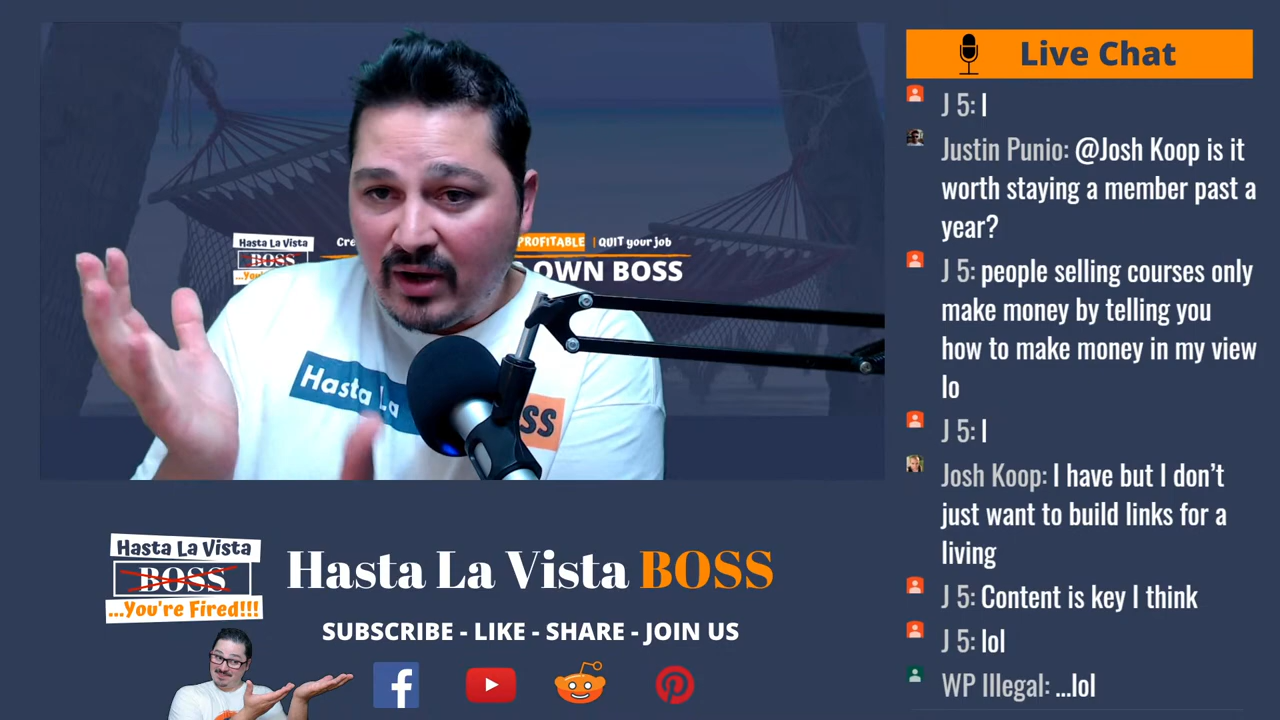 Live Chat
J 5: l
Justin Punio: @Josh Koop is it
worth staying a member past a
year?
J 5: people selling courses only
make money by telling you
how to make money in my view
lo
J 5: l
Josh Koop: I have but I don’t
just want to build links for a
living
J 5: Content is key I think
J 5: lol
WP Illegal: ...lol
Hasta La Vista
BOSS
Cre
PROFITABLE | QUIT your job
OWN BOSS
Hasta La
SS
Hasta La Vista
BOSS
...You're Fired!!!
Hasta La Vista BOSS
SUBSCRIBE - LIKE - SHARE - JOIN US